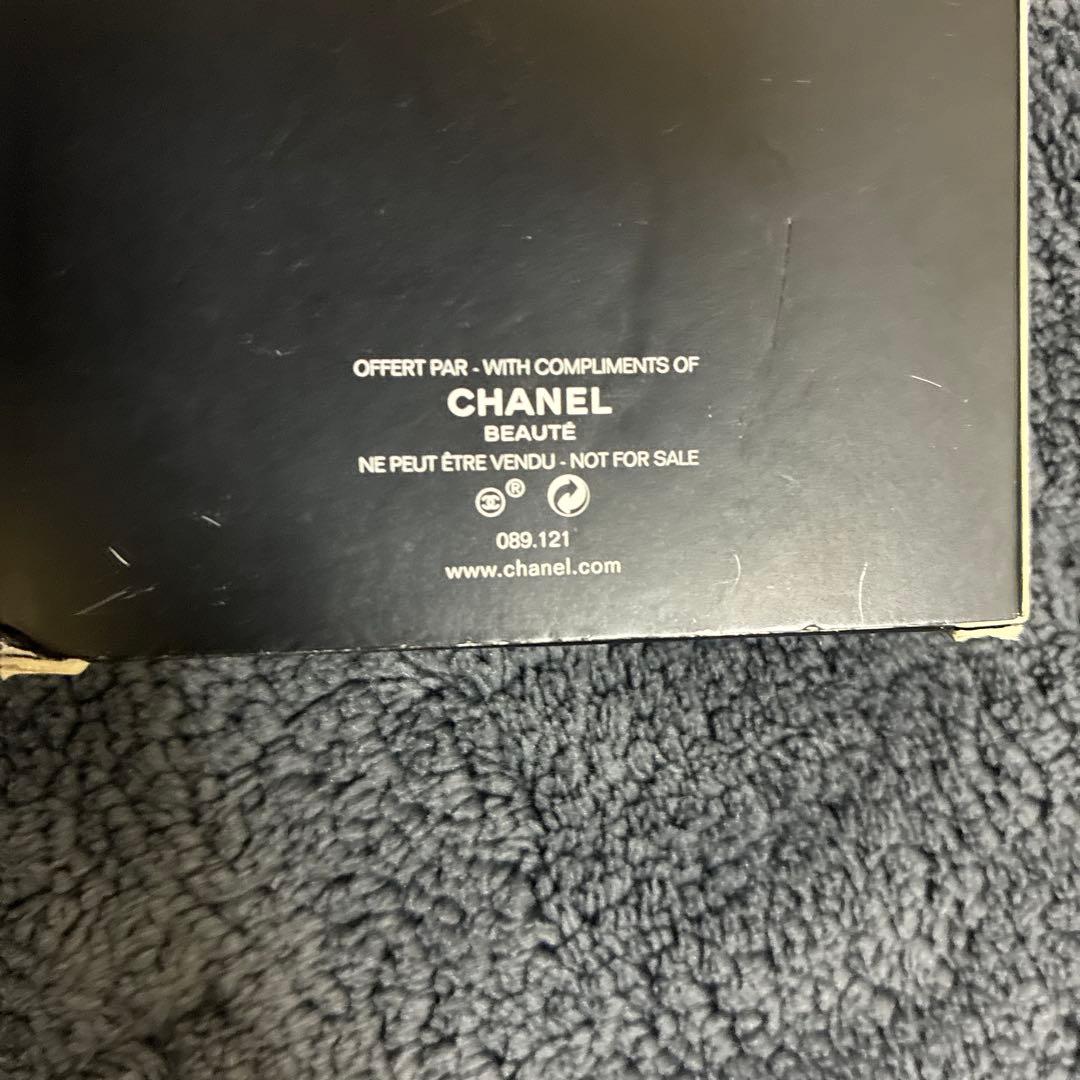 OFFERT PAR - WITH COMPLIMENTS OF
CHANEL
BEAUTÉ
NE PEUT ÊTRE VENDU - NOT FOR SALE
®
089.121
www.chanel.com